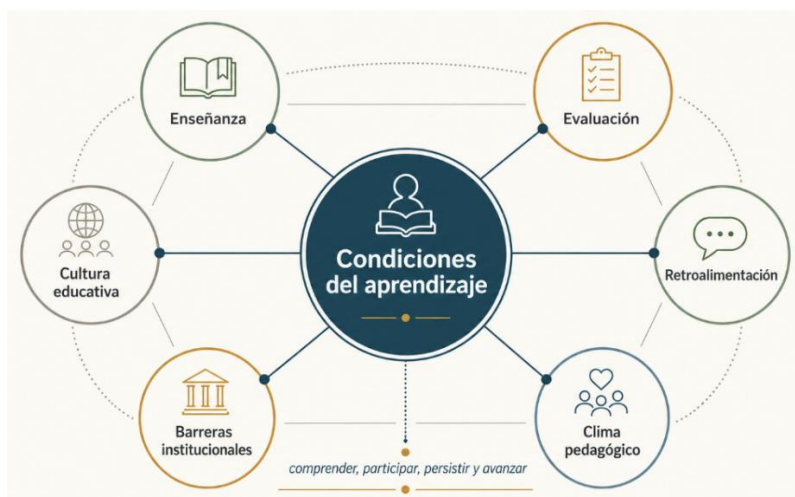 Enseñanza
Evaluación
Condiciones
del aprendizaje
Cultura
educativa
Retroalimentación
Barreras
institucionales
Clima
pedagógico
comprender, participar, persistir y avanzar